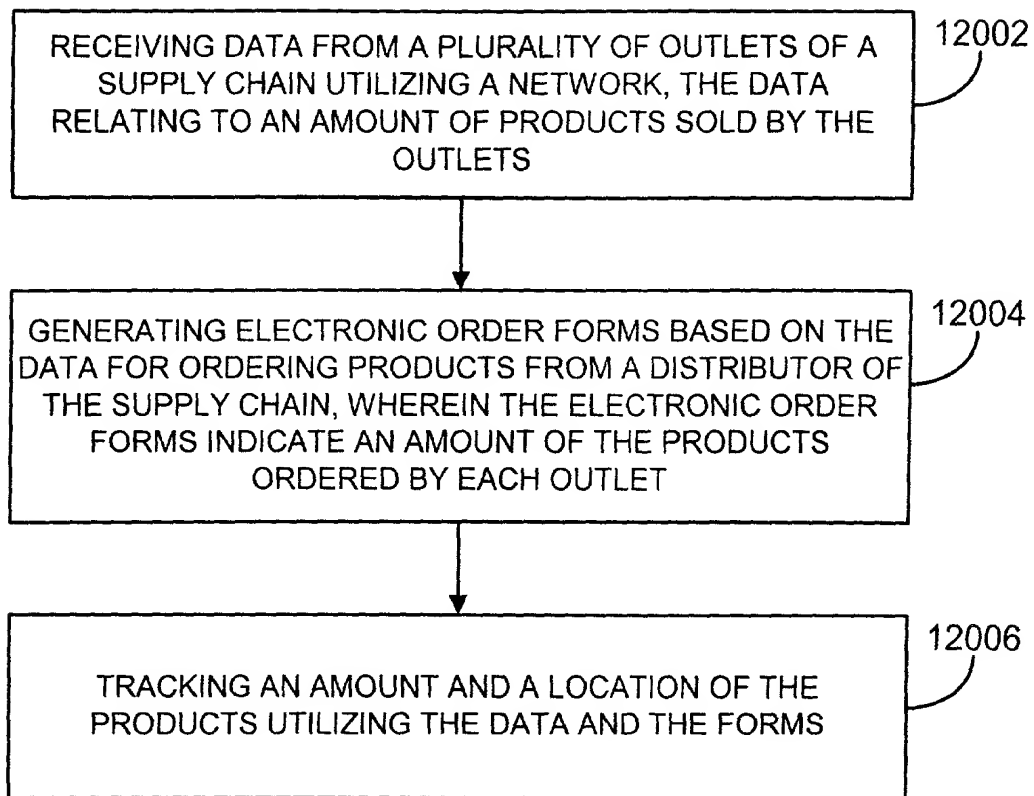 RECEIVING DATA FROM A PLURALITY OF OUTLETS OF A
SUPPLY CHAIN UTILIZING A NETWORK, THE DATA
RELATING TO AN AMOUNT OF PRODUCTS SOLD BY THE
OUTLETS
12002
GENERATING ELECTRONIC ORDER FORMS BASED ON THE
DATA FOR ORDERING PRODUCTS FROM A DISTRIBUTOR OF
THE SUPPLY CHAIN, WHEREIN THE ELECTRONIC ORDER
FORMS INDICATE AN AMOUNT OF THE PRODUCTS
ORDERED BY EACH OUTLET
12004
TRACKING AN AMOUNT AND A LOCATION OF THE
PRODUCTS UTILIZING THE DATA AND THE FORMS
12006